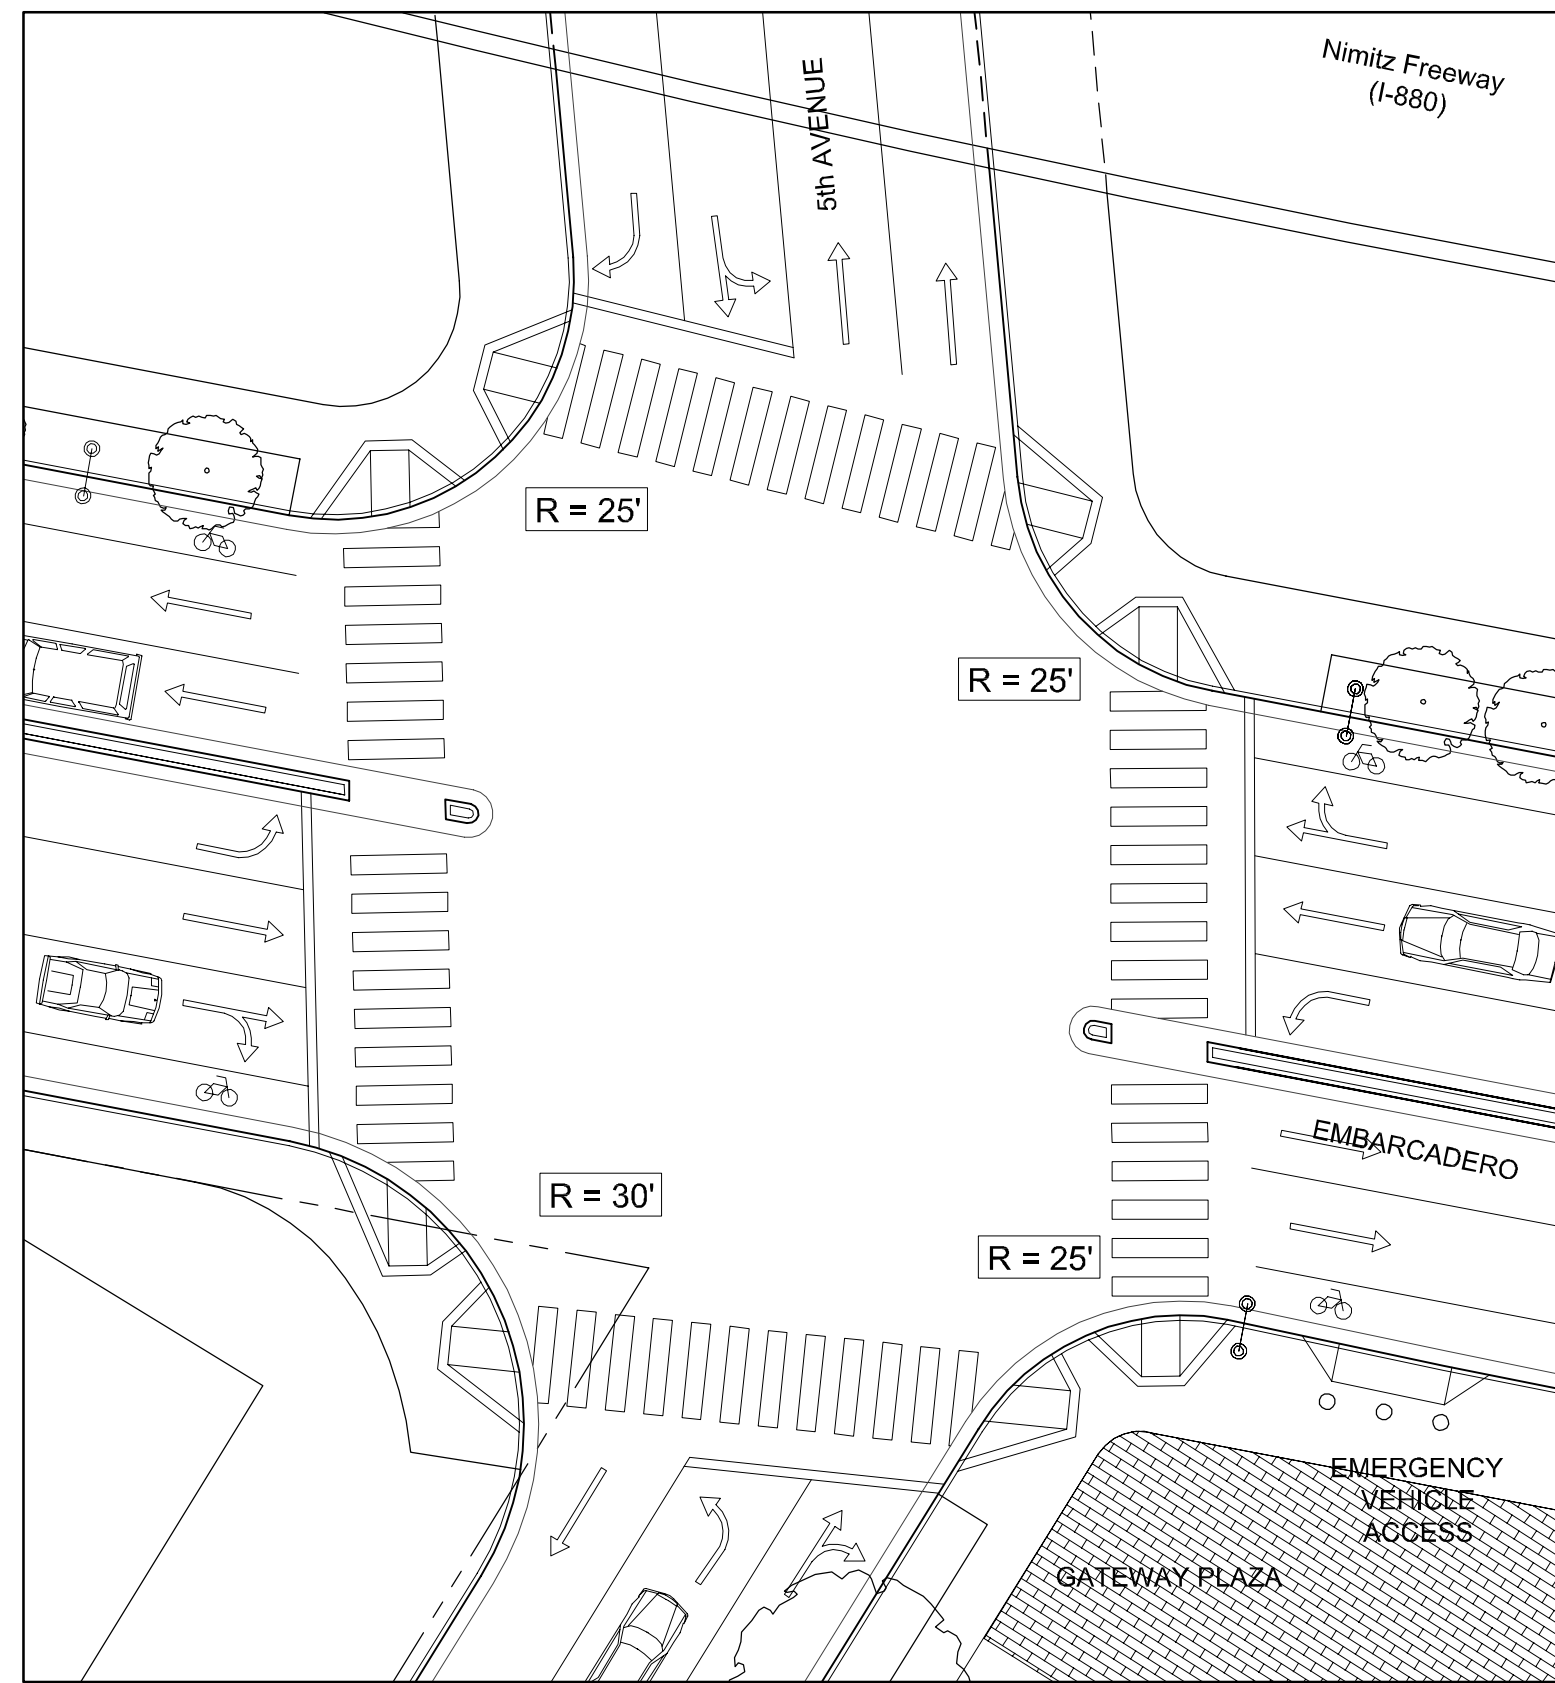 Nimitz Freeway
(I-880)
5th AVENUE
R = 25'
R = 25'
EMBARCADERO
R = 30'
R = 25'
EMERGENCY
VEHICLE
ACCESS
GATEWAY PLAZA